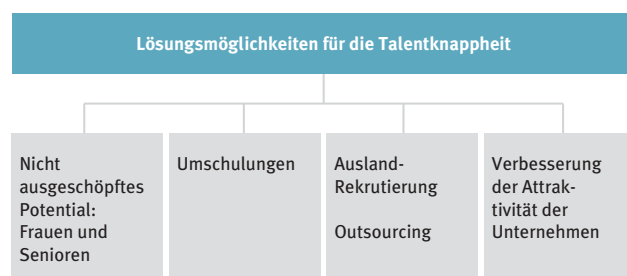 Lösungsmöglichkeiten für die Talentknappheit
Nicht
ausgeschöpftes
Potential:
Frauen und
Senioren
Umschulungen
Ausland-
Rekrutierung
Outsourcing
Verbesserung
der Attrak-
tivität der
Unternehmen